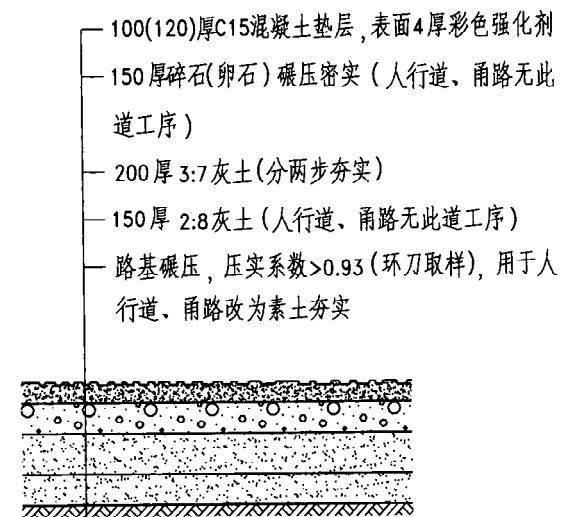 100(120)厚C15混凝土垫层，表面4厚彩色强化剂
150厚碎石(卵石)碾压密实(人行道、甬路无此
道工序)
200厚3:7灰土(分两步夯实)
150厚 2:8灰土(人行道、甬路无此道工序)
路基碾压，压实系数>0.93(环刀取样)，用于人
行道、甬路改为素土夯实